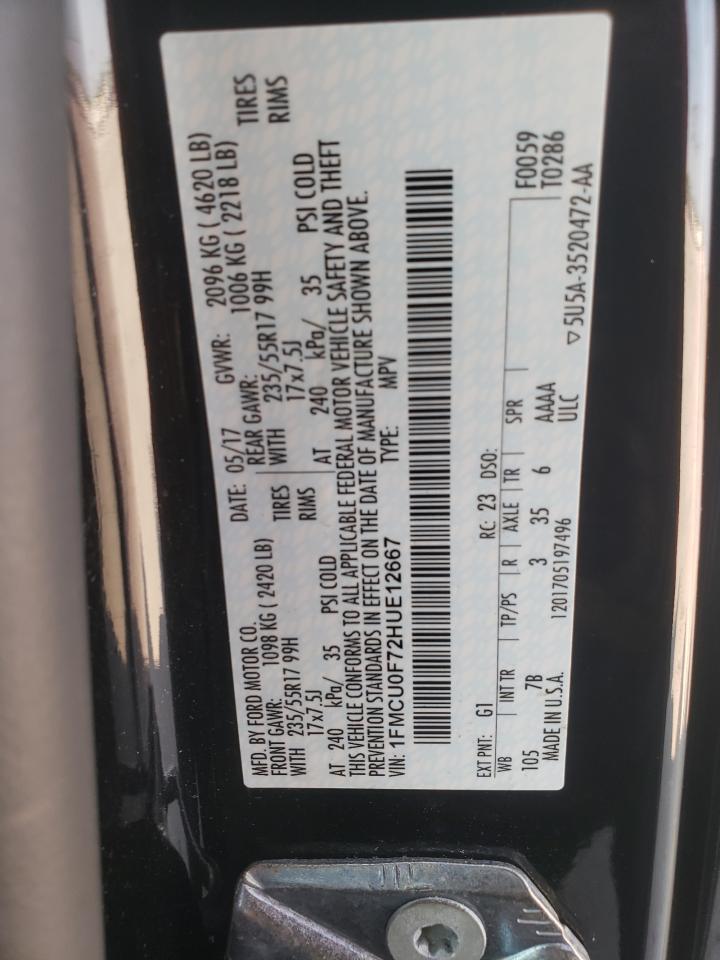 MFD. BY FORD MOTOR CO.
DATE: 05/17 GVWR: 2096 KG ( 4620 LB)
FRONT GAWR: 1098 KG ( 2420 LB)
REAR GAWR: 1006 KG ( 2218 LB)
WITH 235/55R17 99H TIRES
WITH 235/55R17 99H TIRES
17x7.5J RIMS
17x7.5J RIMS
AT 240 kPa/ 35 PSI COLD
AT 240 kPa/ 35 PSI COLD
THIS VEHICLE CONFORMS TO ALL APPLICABLE FEDERAL MOTOR VEHICLE SAFETY AND THEFT
PREVENTION STANDARDS IN EFFECT ON THE DATE OF MANUFACTURE SHOWN ABOVE.
VIN: 1FMCU0F72HUE12667 TYPE: MPV
EXT PNT: G1 RC: 23 DSO: F0059
WB INT TR TP/PS R AXLE TR SPR T0286
105 7B 3 35 6 AAAA
ULC
MADE IN U.S.A. 1201705197496 ▽5U5A-3520472-AA